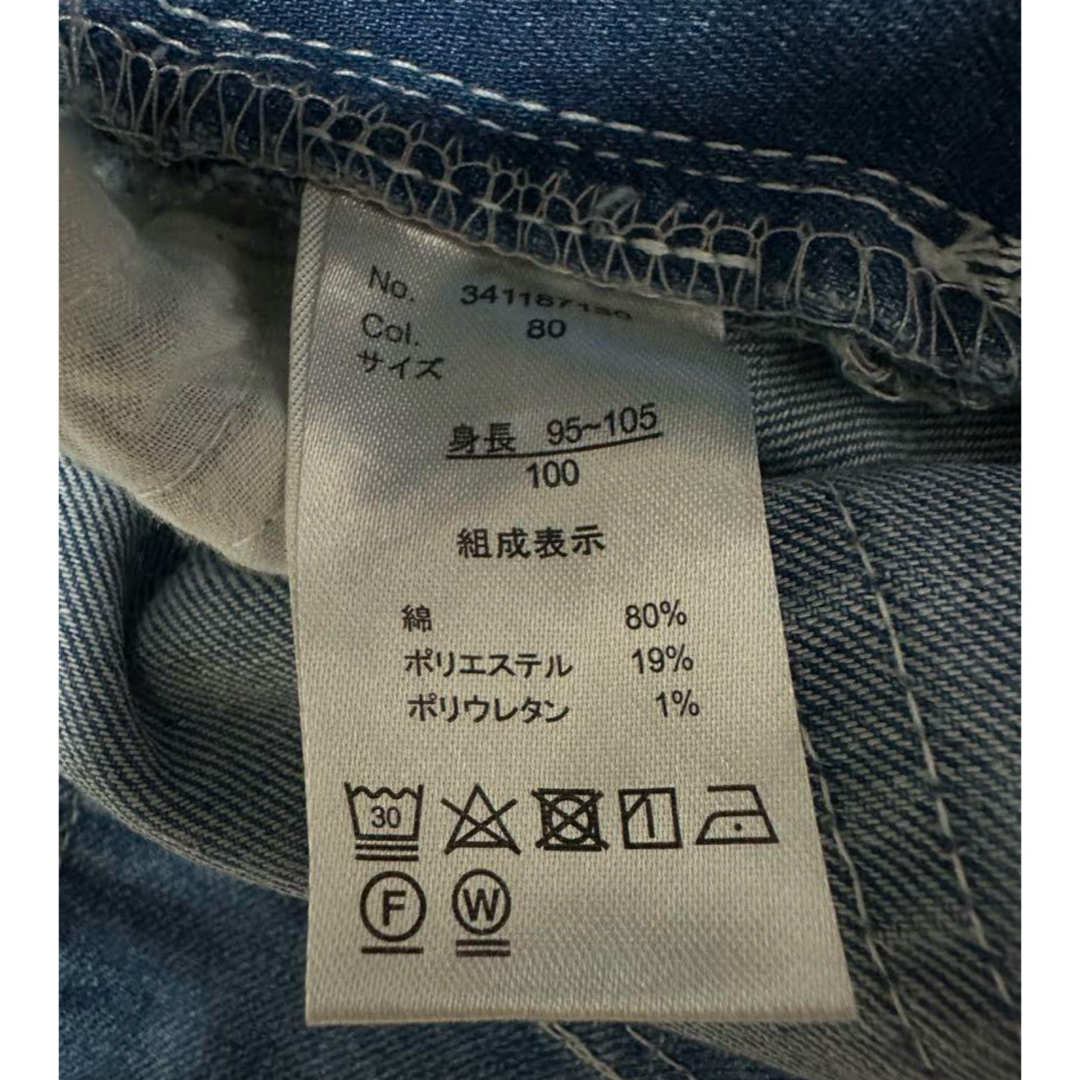 No. 341187130
Col. 80
サイズ
身長 95~105
100
組成表示
綿 80%
ポリエステル 19%
ポリウレタン 1%
30
F
W